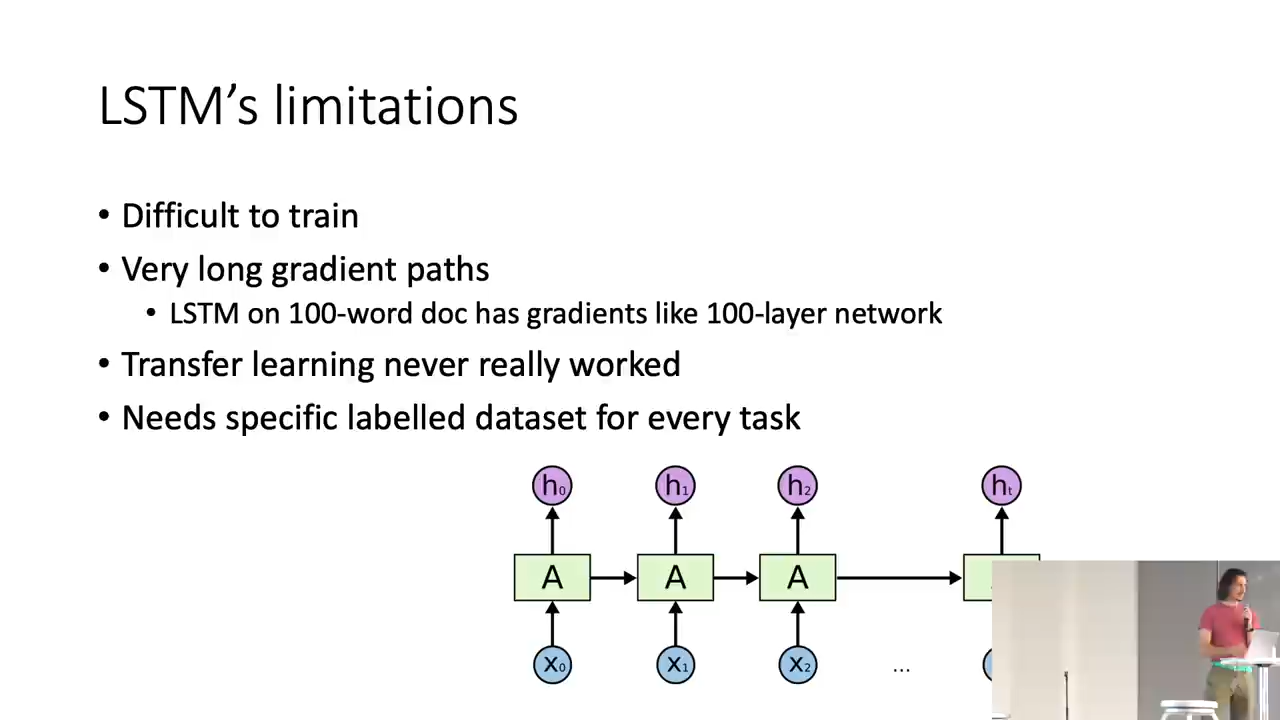 LSTM’s limitations
• Difficult to train
• Very long gradient paths
• LSTM on 100-word doc has gradients like 100-layer network
• Transfer learning never really worked
• Needs specific labelled dataset for every task
h₀ h₁ h₂ hₜ
A A A
x₀ x₁ x₂ ...